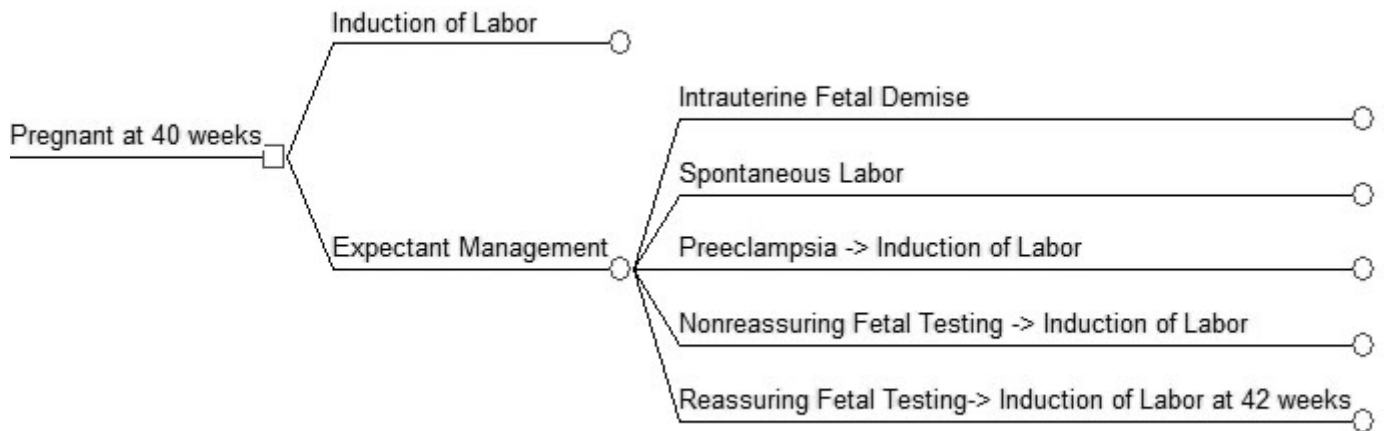 Induction of Labor
Pregnant at 40 weeks
Expectant Management
Intrauterine Fetal Demise
Spontaneous Labor
Preeclampsia -> Induction of Labor
Nonreassuring Fetal Testing -> Induction of Labor
Reassuring Fetal Testing-> Induction of Labor at 42 weeks